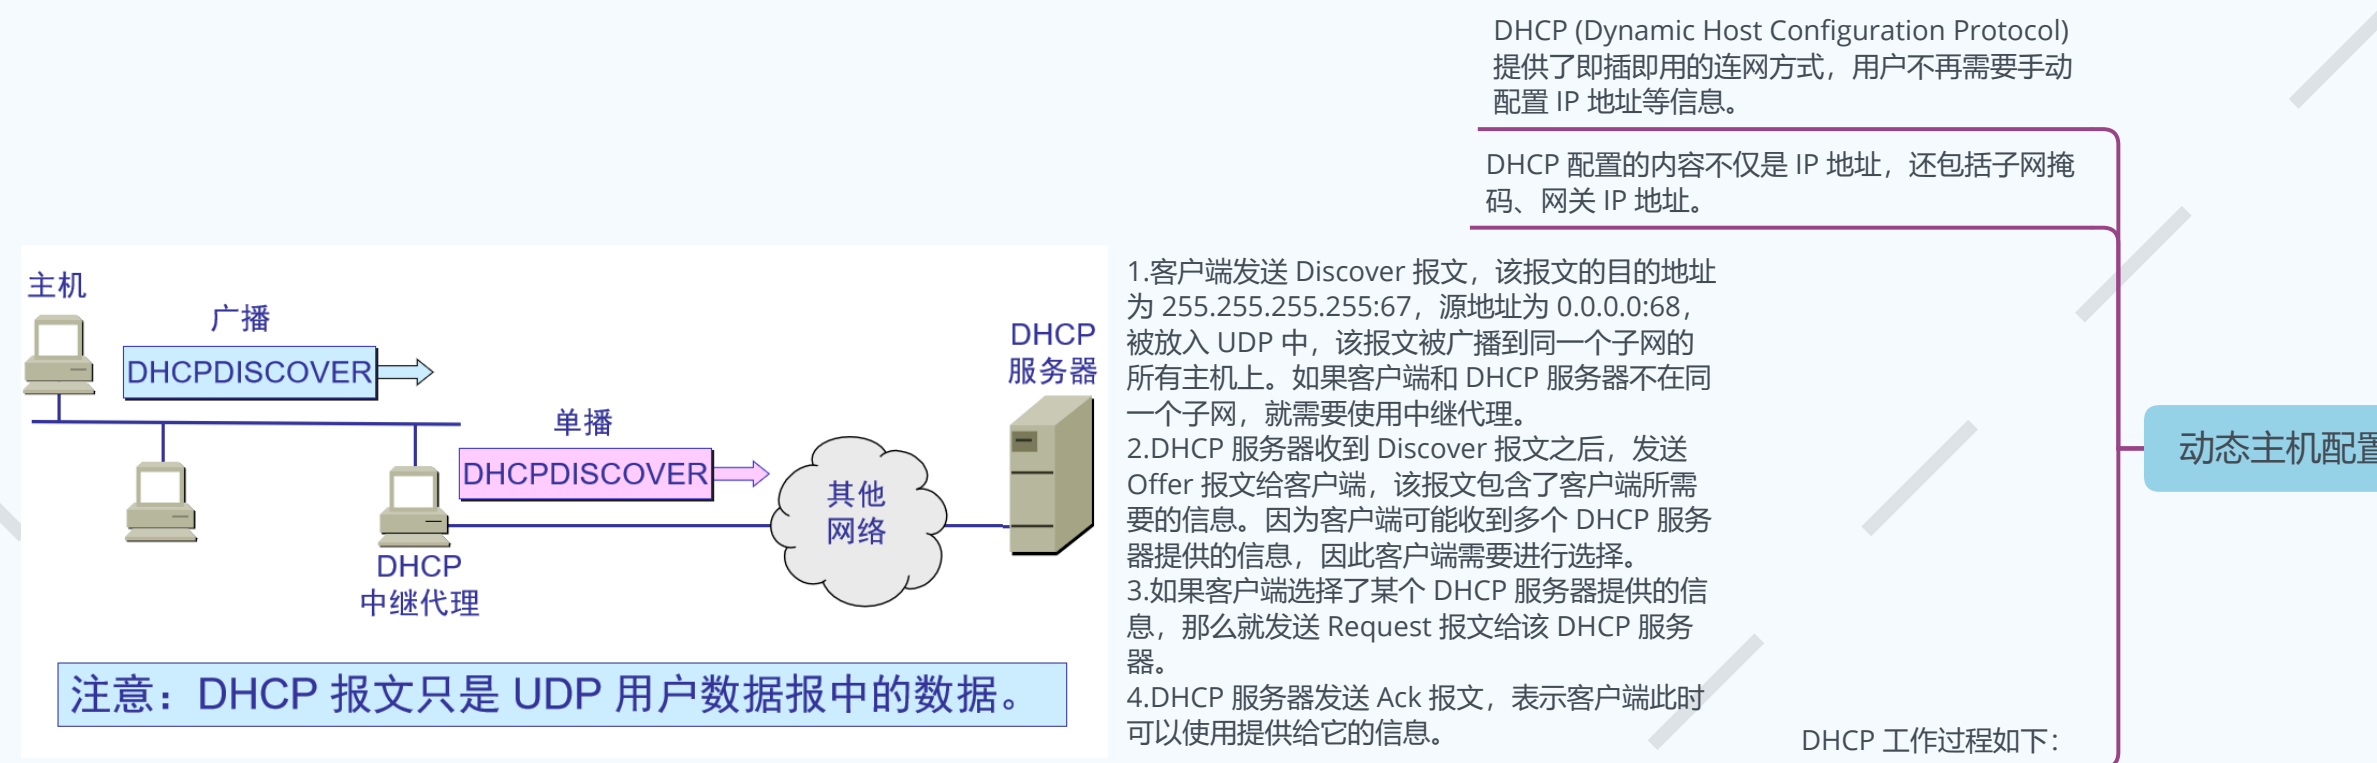 DHCP (Dynamic Host Configuration Protocol)
提供了即插即用的连网方式，用户不再需要手动
配置 IP 地址等信息。
DHCP 配置的内容不仅是 IP 地址，还包括子网掩
码、网关 IP 地址。
主机
广播
DHCPDISCOVER
单播
DHCPDISCOVER
DHCP
服务器
其他
网络
DHCP
中继代理
注意：DHCP 报文只是 UDP 用户数据报中的数据。
1.客户端发送 Discover 报文，该报文的目的地址
为 255.255.255.255:67，源地址为 0.0.0.0:68，
被放入 UDP 中，该报文被广播到同一个子网的
所有主机上。如果客户端和 DHCP 服务器不在同
一个子网，就需要使用中继代理。
2.DHCP 服务器收到 Discover 报文之后，发送
Offer 报文给客户端，该报文包含了客户端所需
要的信息。因为客户端可能收到多个 DHCP 服务
器提供的信息，因此客户端需要进行选择。
3.如果客户端选择了某个 DHCP 服务器提供的信
息，那么就发送 Request 报文给该 DHCP 服务
器。
4.DHCP 服务器发送 Ack 报文，表示客户端此时
可以使用提供给它的信息。
DHCP 工作过程如下：
动态主机配置